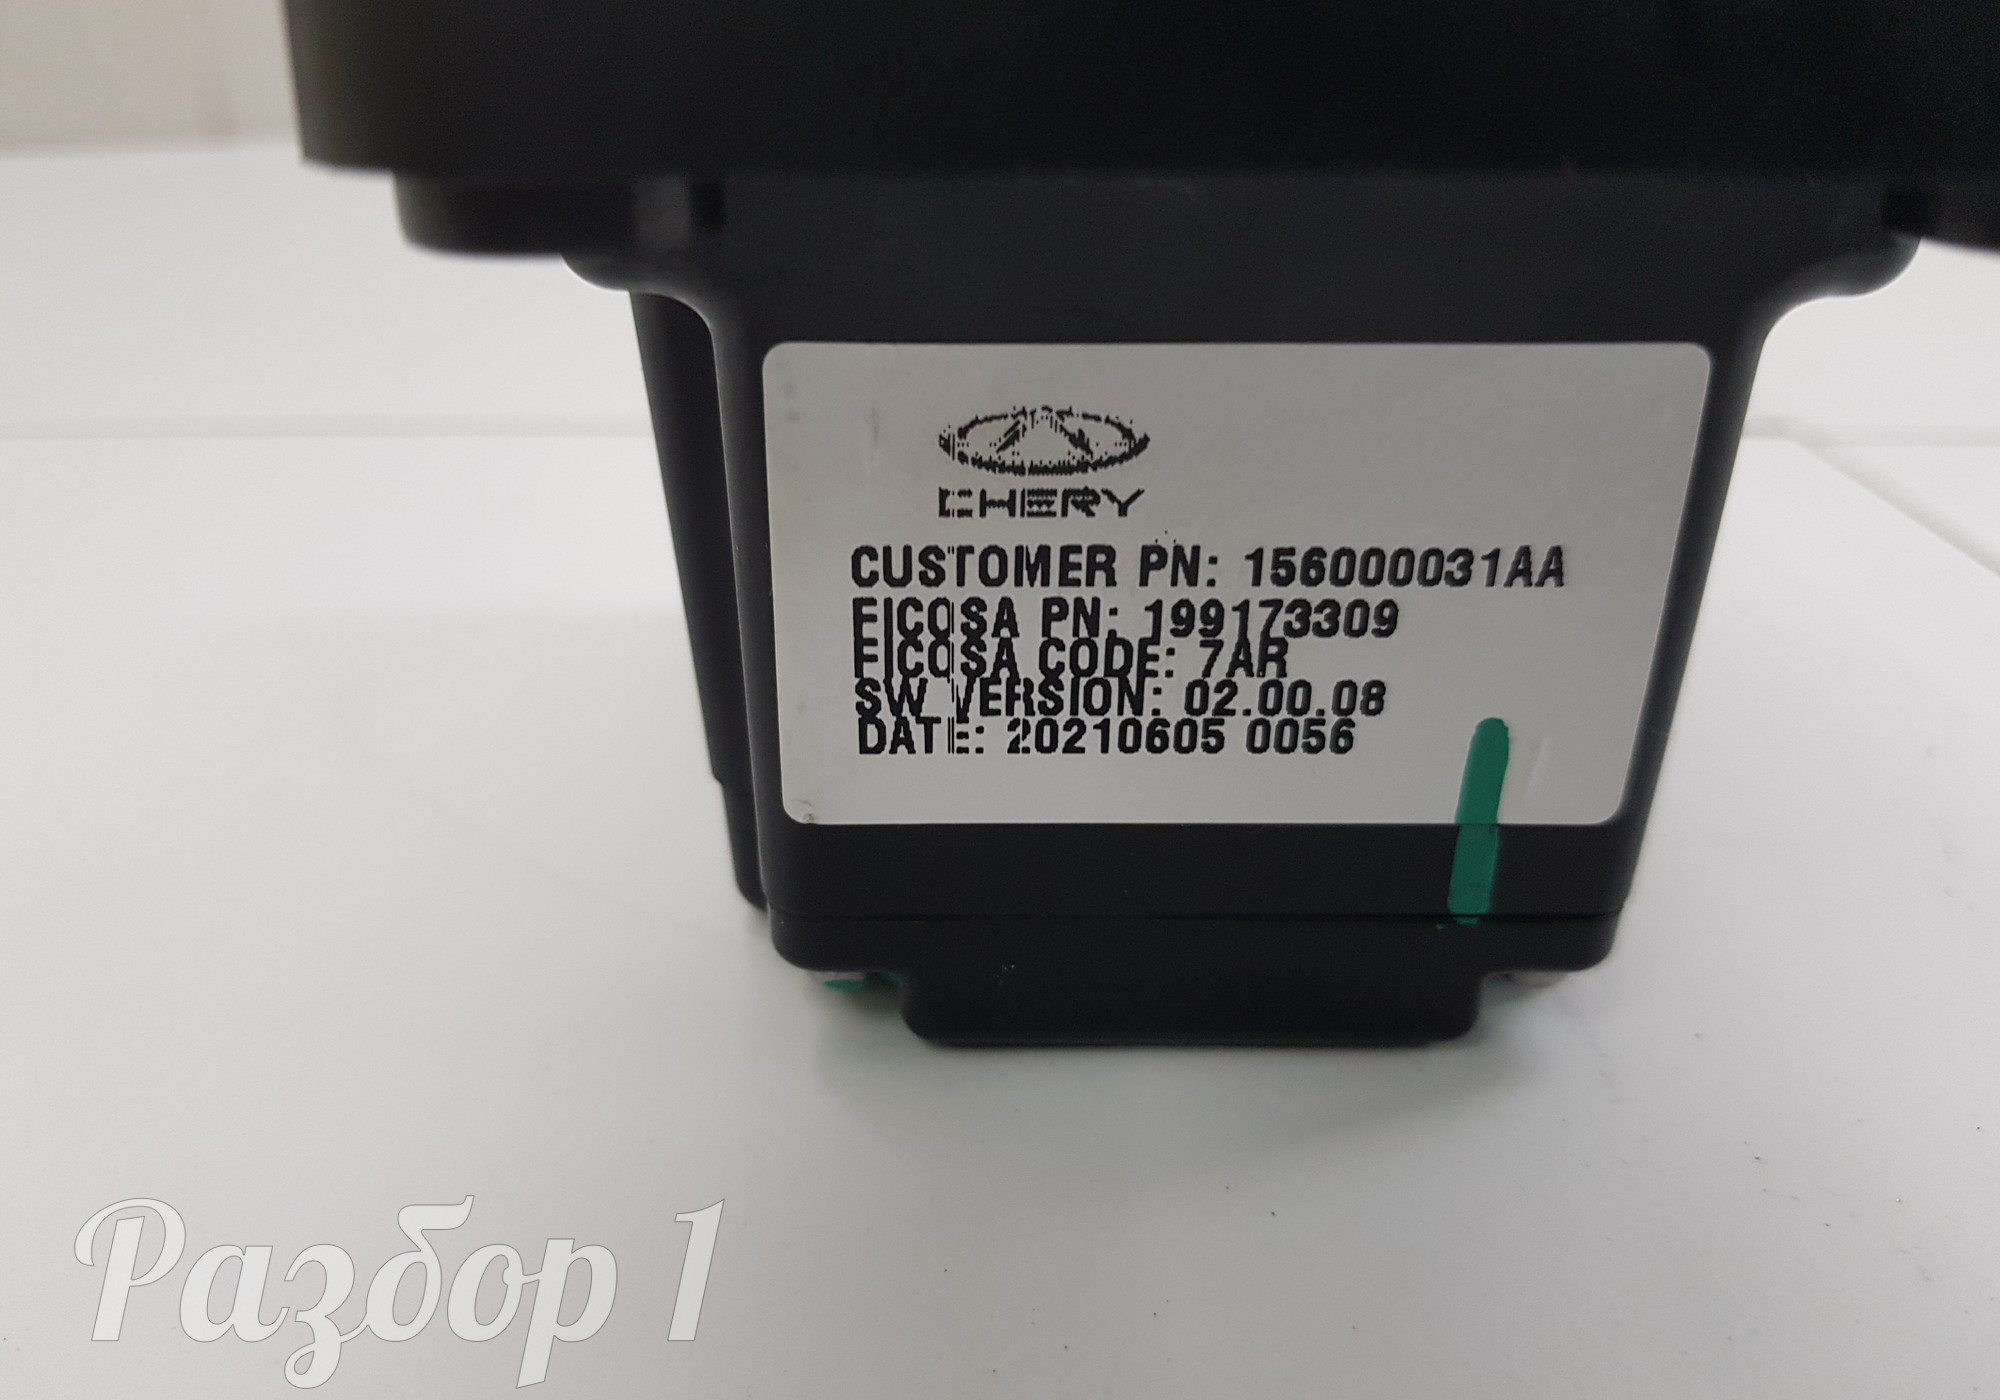 CHERY
CUSTOMER PN: 156000031AA
FICOSA PN: 199173309
FICOSA CODE: 7AR
SW VERSION: 02.00.08
DATE: 20210605 0056
Разбор 1